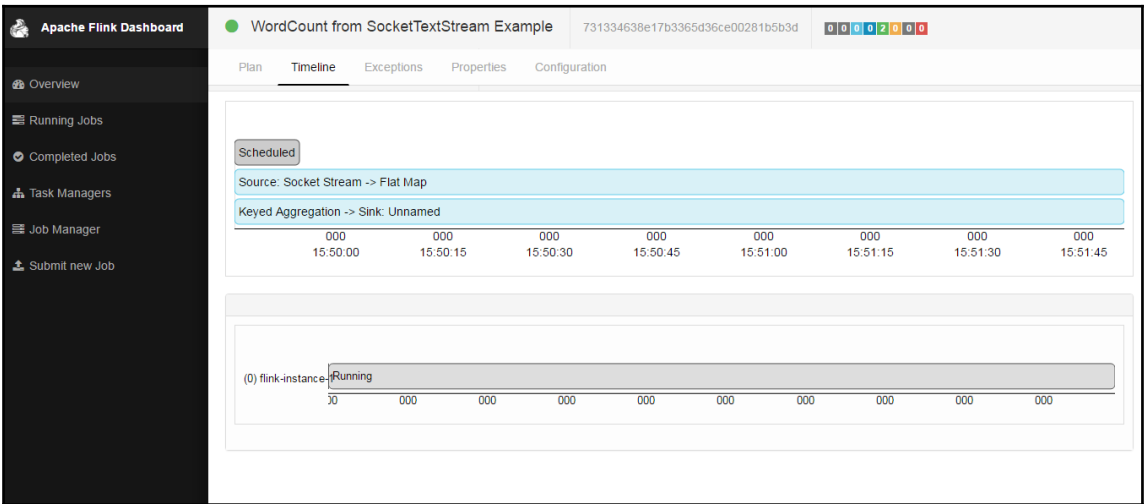 Apache Flink Dashboard
WordCount from SocketTextStream Example
731334638e17b3365d36ce00281b5b3d
0 0 0 0 2 0 0 0
Overview
Running Jobs
Completed Jobs
Task Managers
Job Manager
Submit new Job
Plan Timeline Exceptions Properties Configuration
Scheduled
Source: Socket Stream -> Flat Map
Keyed Aggregation -> Sink: Unnamed
000 000 000 000 000 000 000 000
15:50:00 15:50:15 15:50:30 15:50:45 15:51:00 15:51:15 15:51:30 15:51:45
(0) flink-instance-1
Running
00 000 000 000 000 000 000 000 000 000